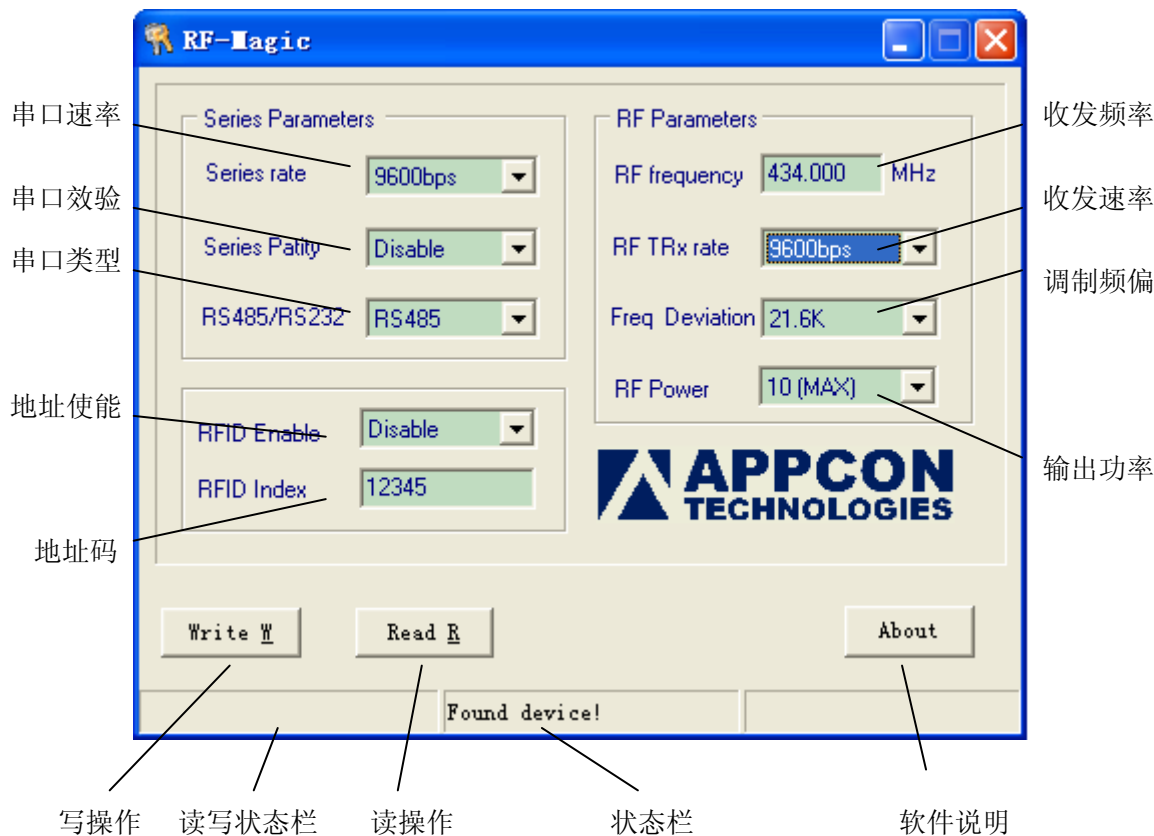 RF-Magic
串口速率
串口效验
串口类型
地址使能
地址码
Series Parameters
Series rate
9600bps
Series Patity
Disable
RS485/RS232
RS485
RFID Enable
Disable
RFID Index
12345
RF Parameters
RF frequency
434.000
MHz
RF TRx rate
9600bps
Freq Deviation
21.6K
RF Power
10 (MAX)
APPCON
TECHNOLOGIES
收发频率
收发速率
调制频偏
输出功率
Write W
Read R
About
Found device!
写操作
读写状态栏
读操作
状态栏
软件说明